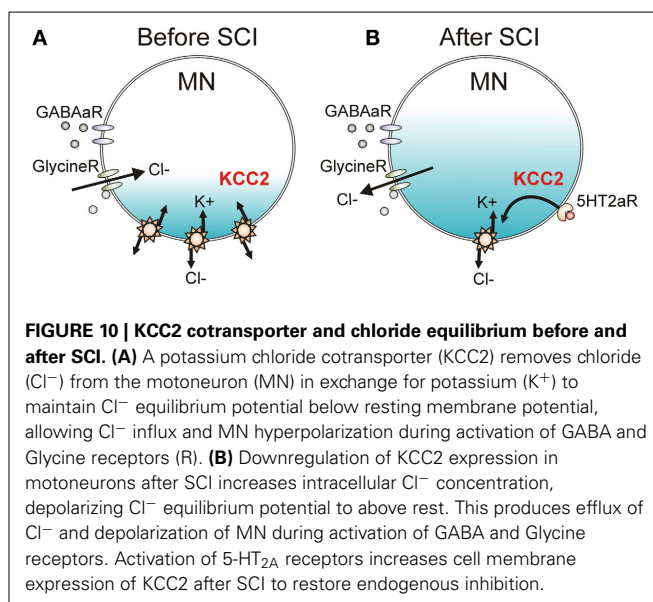 A Before SCI
B After SCI
MN
GABAaR
GlycineR
Cl-
KCC2
K+
Cl-
MN
GABAaR
GlycineR
Cl-
KCC2
K+
5HT2aR
Cl-
FIGURE 10 | KCC2 cotransporter and chloride equilibrium before and
after SCI. (A) A potassium chloride cotransporter (KCC2) removes chloride
(Cl−) from the motoneuron (MN) in exchange for potassium (K+) to
maintain Cl− equilibrium potential below resting membrane potential,
allowing Cl− influx and MN hyperpolarization during activation of GABA and
Glycine receptors (R). (B) Downregulation of KCC2 expression in
motoneurons after SCI increases intracellular Cl− concentration,
depolarizing Cl− equilibrium potential to above rest. This produces efflux of
Cl− and depolarization of MN during activation of GABA and Glycine
receptors. Activation of 5-HT2A receptors increases cell membrane
expression of KCC2 after SCI to restore endogenous inhibition.